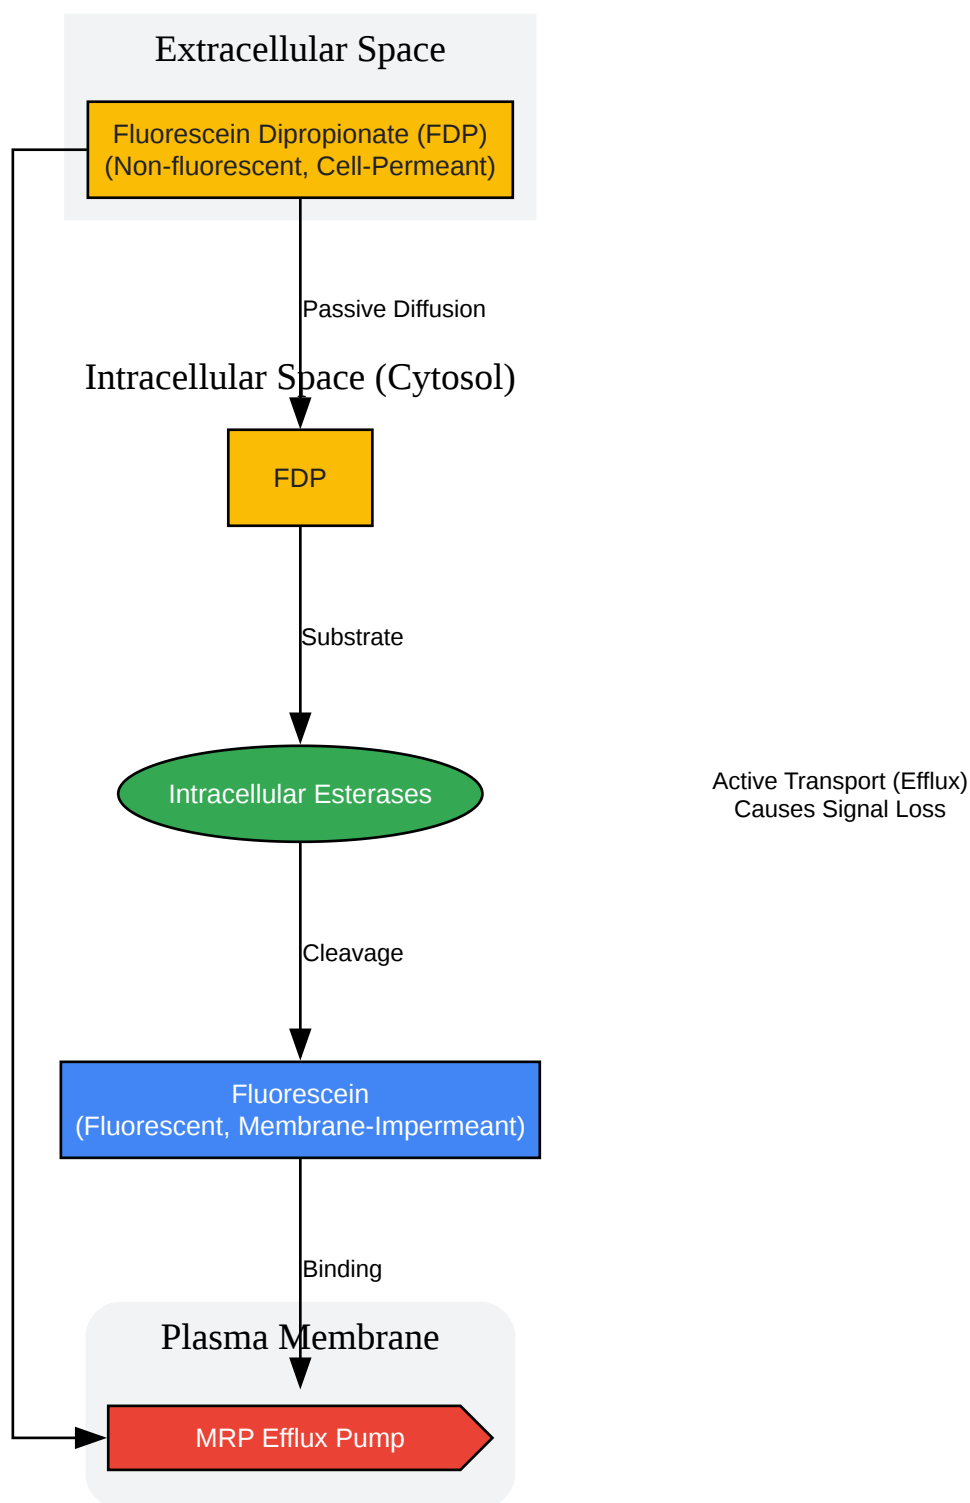 Extracellular Space
Fluorescein Dipropionate (FDP)
(Non-fluorescent, Cell-Permeant)
Passive Diffusion
Intracellular Space (Cytosol)
FDP
Substrate
Intracellular Esterases
Active Transport (Efflux)
Causes Signal Loss
Cleavage
Fluorescein
(Fluorescent, Membrane-Impermeant)
Binding
Plasma Membrane
MRP Efflux Pump